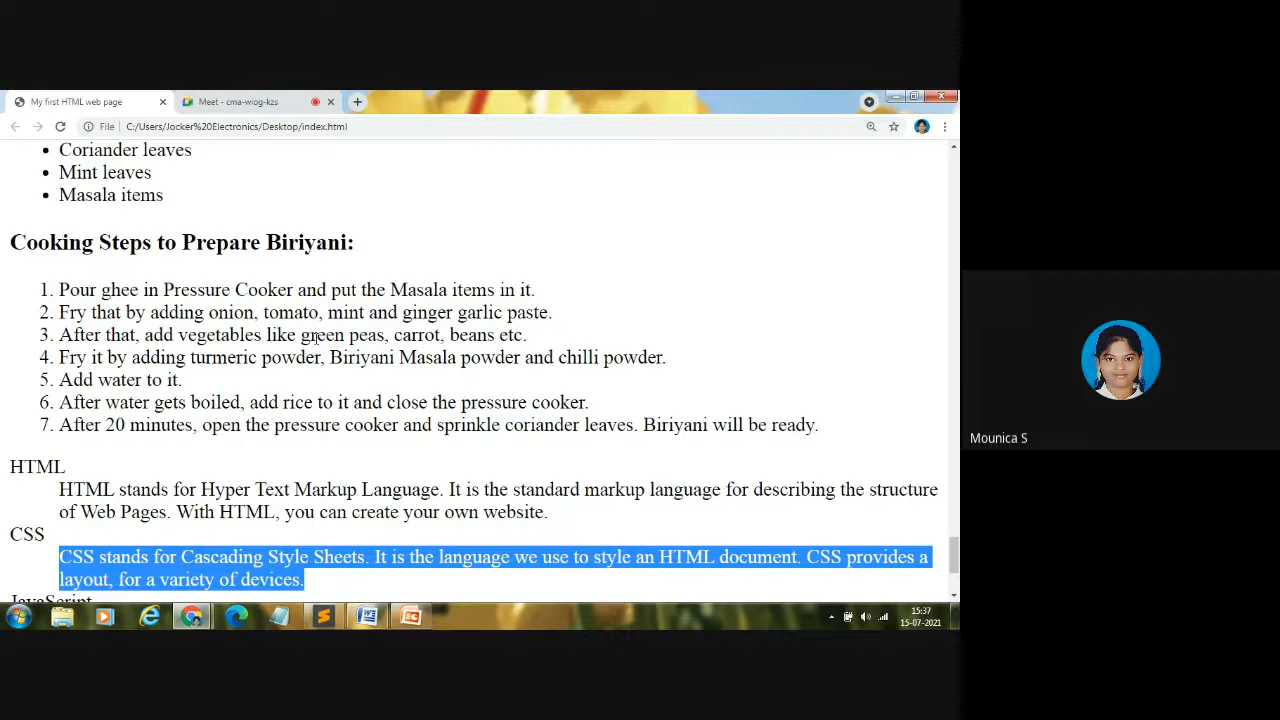 My first HTML web page
Meet - cma-wiog-kzs
File C:/Users/Jocker%20Electronics/Desktop/index.html
Coriander leaves
Mint leaves
Masala items
Cooking Steps to Prepare Biriyani:
1. Pour ghee in Pressure Cooker and put the Masala items in it.
2. Fry that by adding onion, tomato, mint and ginger garlic paste.
3. After that, add vegetables like green peas, carrot, beans etc.
4. Fry it by adding turmeric powder, Biriyani Masala powder and chilli powder.
5. Add water to it.
6. After water gets boiled, add rice to it and close the pressure cooker.
7. After 20 minutes, open the pressure cooker and sprinkle coriander leaves. Biriyani will be ready.
HTML
HTML stands for Hyper Text Markup Language. It is the standard markup language for describing the structure
of Web Pages. With HTML, you can create your own website.
CSS
CSS stands for Cascading Style Sheets. It is the language we use to style an HTML document. CSS provides a
layout, for a variety of devices.
JavaScript
15:37
15-07-2021
Mounica S